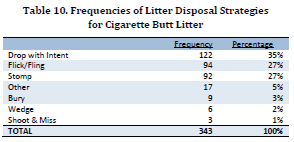 Table 10. Frequencies of Litter Disposal Strategies
for Cigarette Butt Litter
Frequency Percentage
Drop with Intent 122 35%
Flick/Fling 94 27%
Stomp 92 27%
Other 17 5%
Bury 9 3%
Wedge 6 2%
Shoot & Miss 3 1%
TOTAL 343 100%